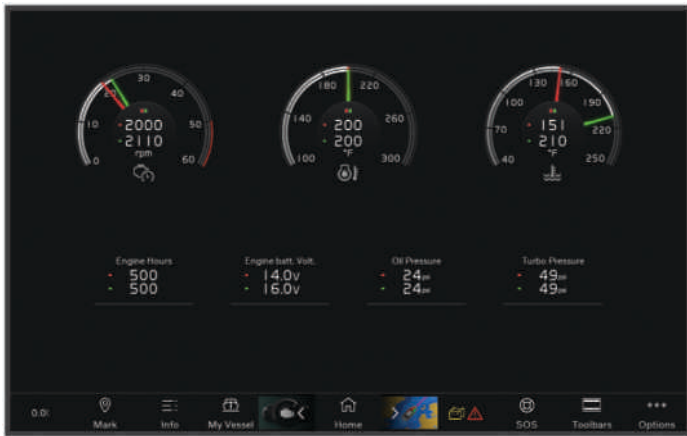 0 10 20 30 40 50 60
2000
2110
rpm
100 140 180 220 260 300
200
200
°F
40 70 100 130 160 190 220 250
151
210
°F
Engine Hours
500
500
Engine batt. Volt.
14.0V
16.0V
Oil Pressure
24psi
24psi
Turbo Pressure
49psi
49psi
Mark
Info
My Vessel
Home
SOS
Toolbars
Options